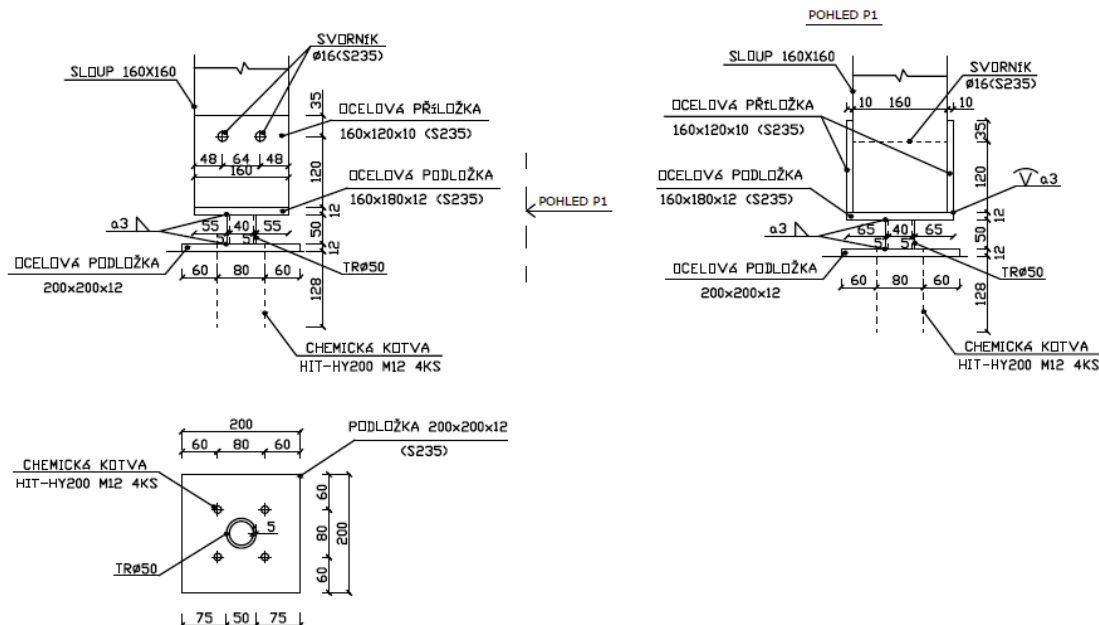 SVORNÍK
ø16(S235)
SLOUP 160X160
35
OCELOVÁ PŘÍLOŽKA
160x120x10 (S235)
48 64 48
160
120
OCELOVÁ PODLOŽKA
160x180x12 (S235)
12
a3
55 40 55
50
5 5
12
OCELOVÁ PODLOŽKA
200x200x12
60 80 60
TRø50
128
CHEMICKÁ KOTVA
HIT-HY200 M12 4KS
POHLED P1
POHLED P1
SLOUP 160X160
SVORNÍK
ø16(S235)
10 160 10
OCELOVÁ PŘÍLOŽKA
160x120x10 (S235)
35
120
OCELOVÁ PODLOŽKA
160x180x12 (S235)
a3
12
a3
65 40 65
50
5 5
12
OCELOVÁ PODLOŽKA
200x200x12
TRø50
60 80 60
128
CHEMICKÁ KOTVA
HIT-HY200 M12 4KS
200
60 80 60
PODLOŽKA 200x200x12
(S235)
CHEMICKÁ KOTVA
HIT-HY200 M12 4KS
60
80
60
200
5
TRø50
75 50 75